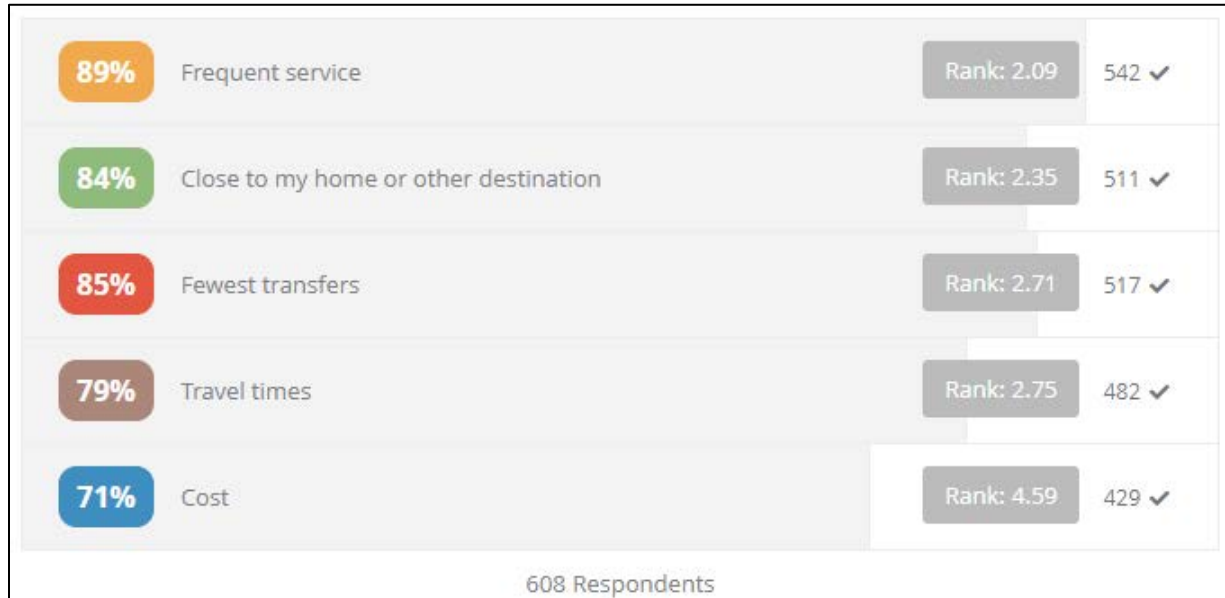 89% Frequent service Rank: 2.09 542 ✔
84% Close to my home or other destination Rank: 2.35 511 ✔
85% Fewest transfers Rank: 2.71 517 ✔
79% Travel times Rank: 2.75 482 ✔
71% Cost Rank: 4.59 429 ✔
608 Respondents